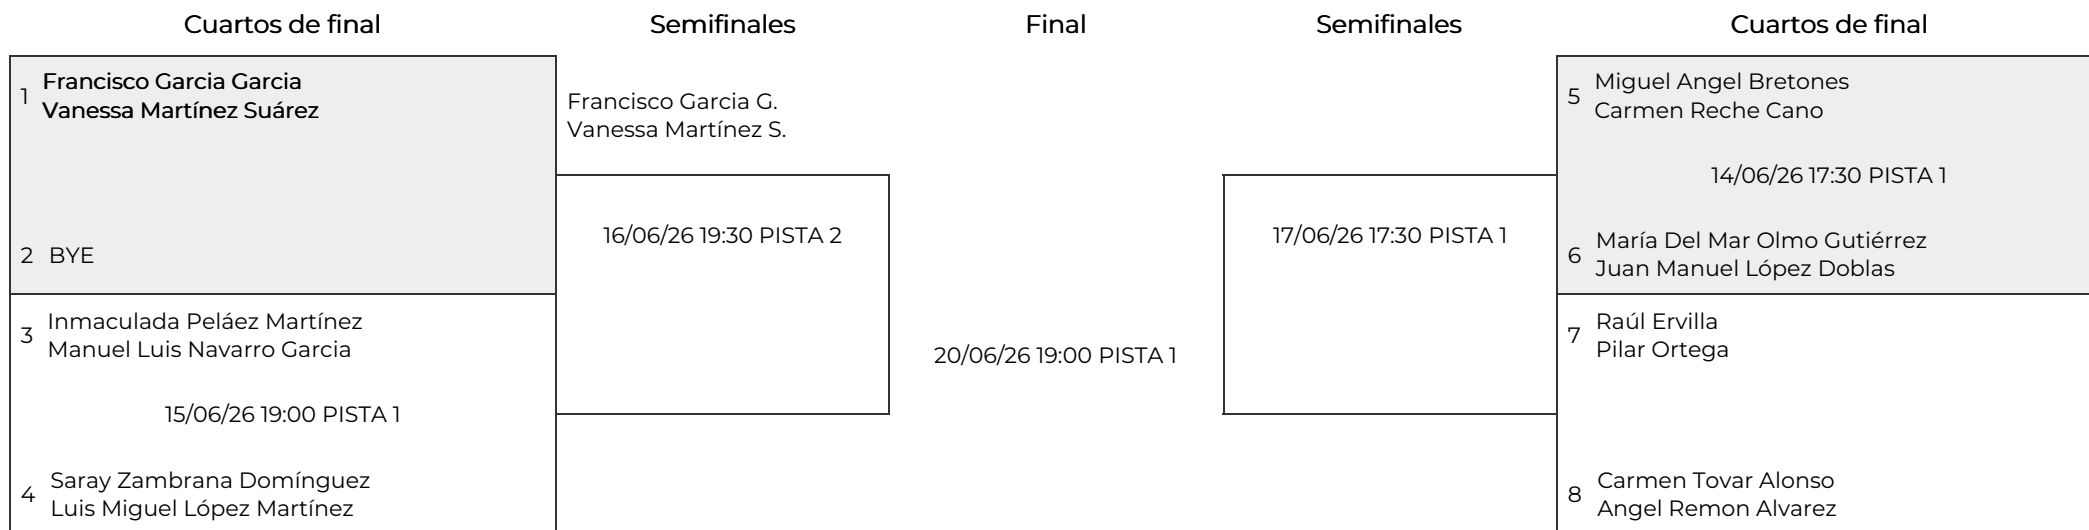 Cuartos de final
Semifinales
Final
Semifinales
Cuartos de final
1
Francisco Garcia Garcia
Vanessa Martínez Suárez
2 BYE
3
Inmaculada Peláez Martínez
Manuel Luis Navarro Garcia
15/06/26 19:00 PISTA 1
4
Saray Zambrana Domínguez
Luis Miguel López Martínez
Francisco Garcia G.
Vanessa Martínez S.
16/06/26 19:30 PISTA 2
20/06/26 19:00 PISTA 1
17/06/26 17:30 PISTA 1
5
Miguel Angel Bretones
Carmen Reche Cano
14/06/26 17:30 PISTA 1
6
María Del Mar Olmo Gutiérrez
Juan Manuel López Doblas
7
Raúl Ervilla
Pilar Ortega
8
Carmen Tovar Alonso
Angel Remon Alvarez